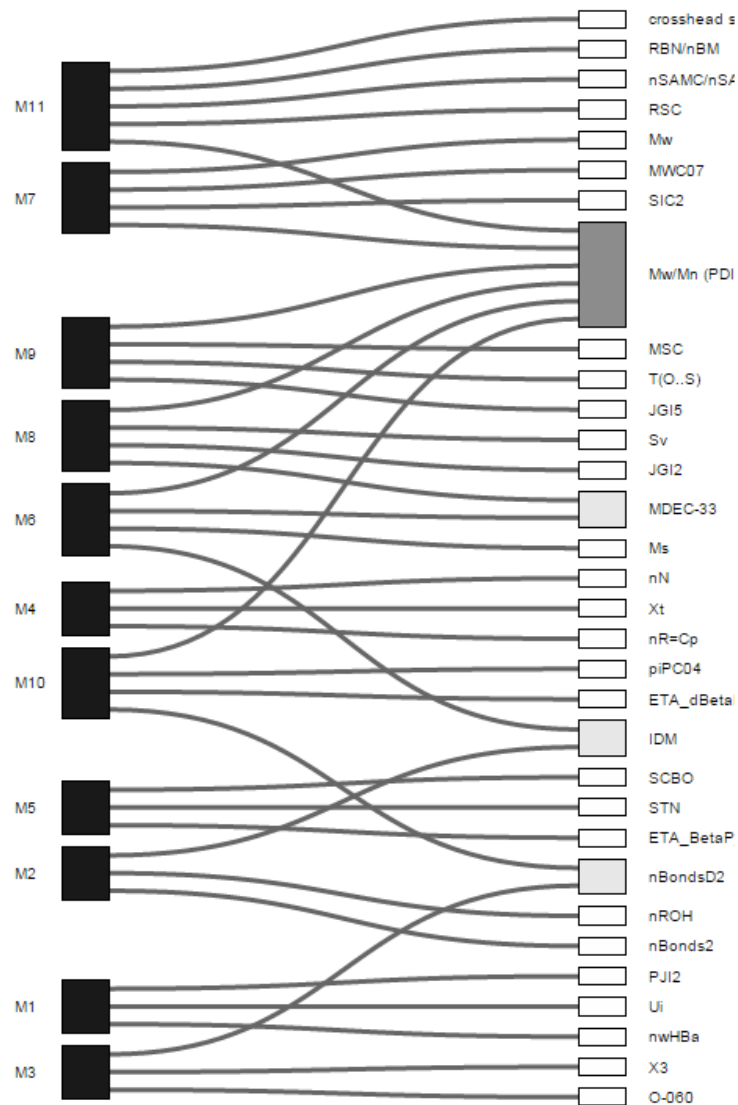 crosshead s
RBN/nBM
M11
nSAMC/nSA
RSC
Mw
MWC07
M7
SIC2
Mw/Mn (PDI
MSC
M9
T(O..S)
JGI5
M8
Sv
JGI2
MDEC-33
M6
Ms
nN
M4
Xt
nR=Cp
piPC04
M10
ETA_dBeta
IDM
SCBO
M5
STN
ETA_BetaP
M2
nBondsD2
nROH
nBonds2
PJI2
M1
Ui
nwHBa
X3
M3
O-060